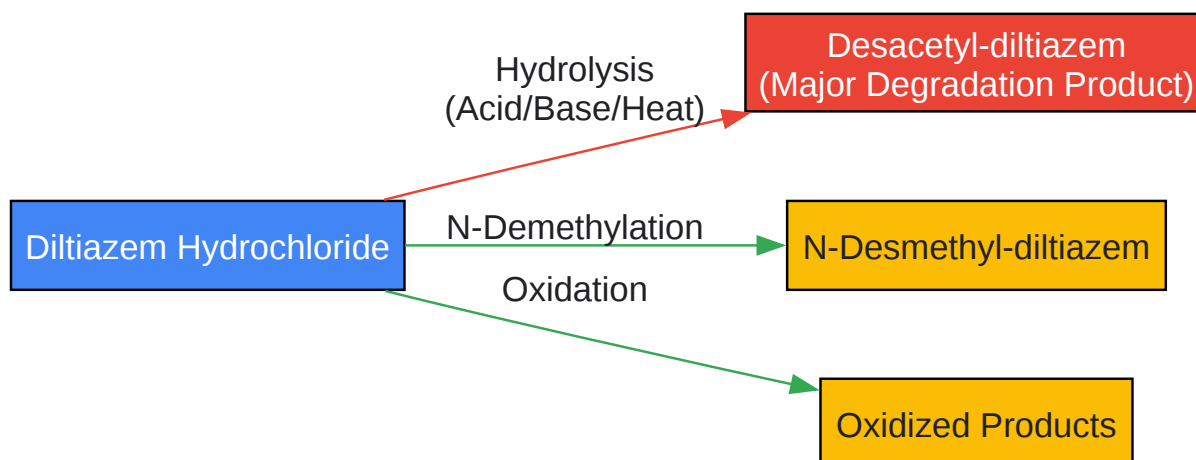 Hydrolysis
(Acid/Base/Heat)
Desacetyl-diltiazem
(Major Degradation Product)
Diltiazem Hydrochloride
N-Demethylation
N-Desmethyl-diltiazem
Oxidation
Oxidized Products